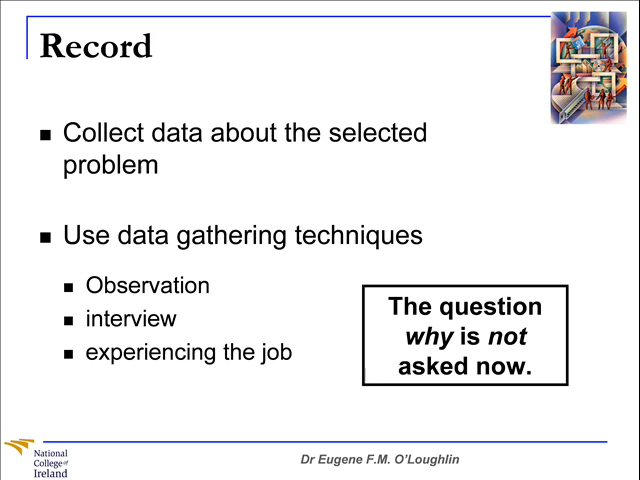 Record
Collect data about the selected
problem
Use data gathering techniques
Observation
interview
experiencing the job
The question
why is not
asked now.
National
College of
Ireland
Dr Eugene F.M. O'Loughlin